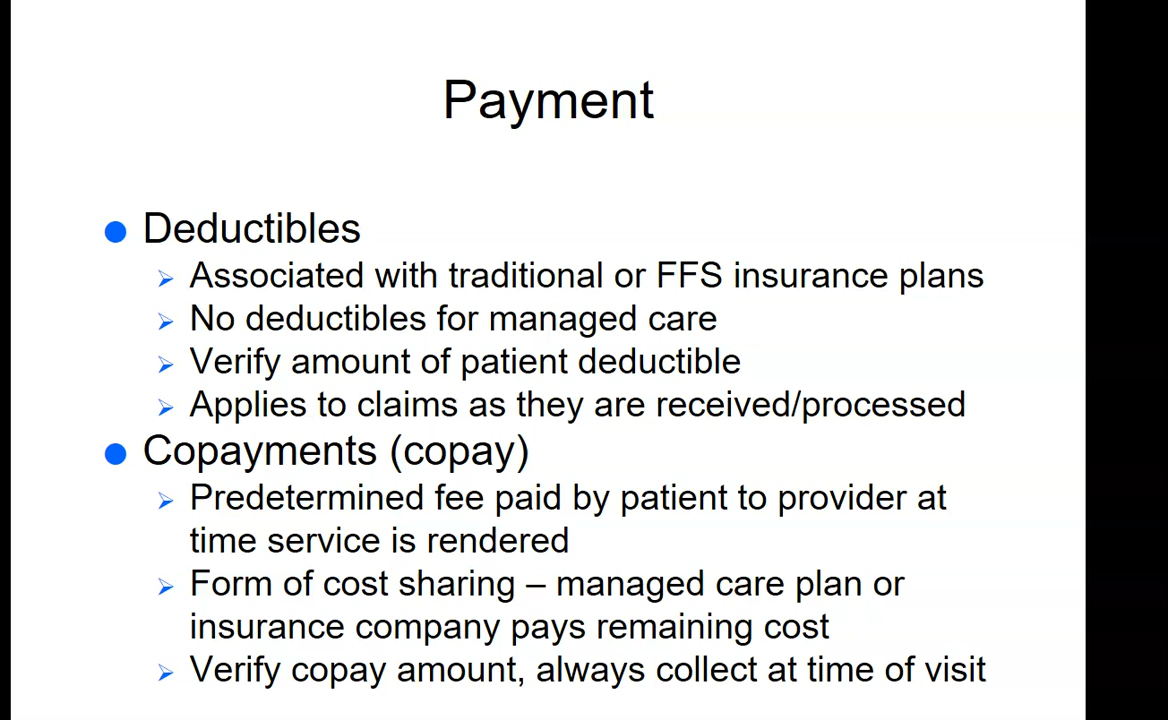 Payment
Deductibles
Associated with traditional or FFS insurance plans
No deductibles for managed care
Verify amount of patient deductible
Applies to claims as they are received/processed
Copayments (copay)
Predetermined fee paid by patient to provider at
time service is rendered
Form of cost sharing – managed care plan or
insurance company pays remaining cost
Verify copay amount, always collect at time of visit